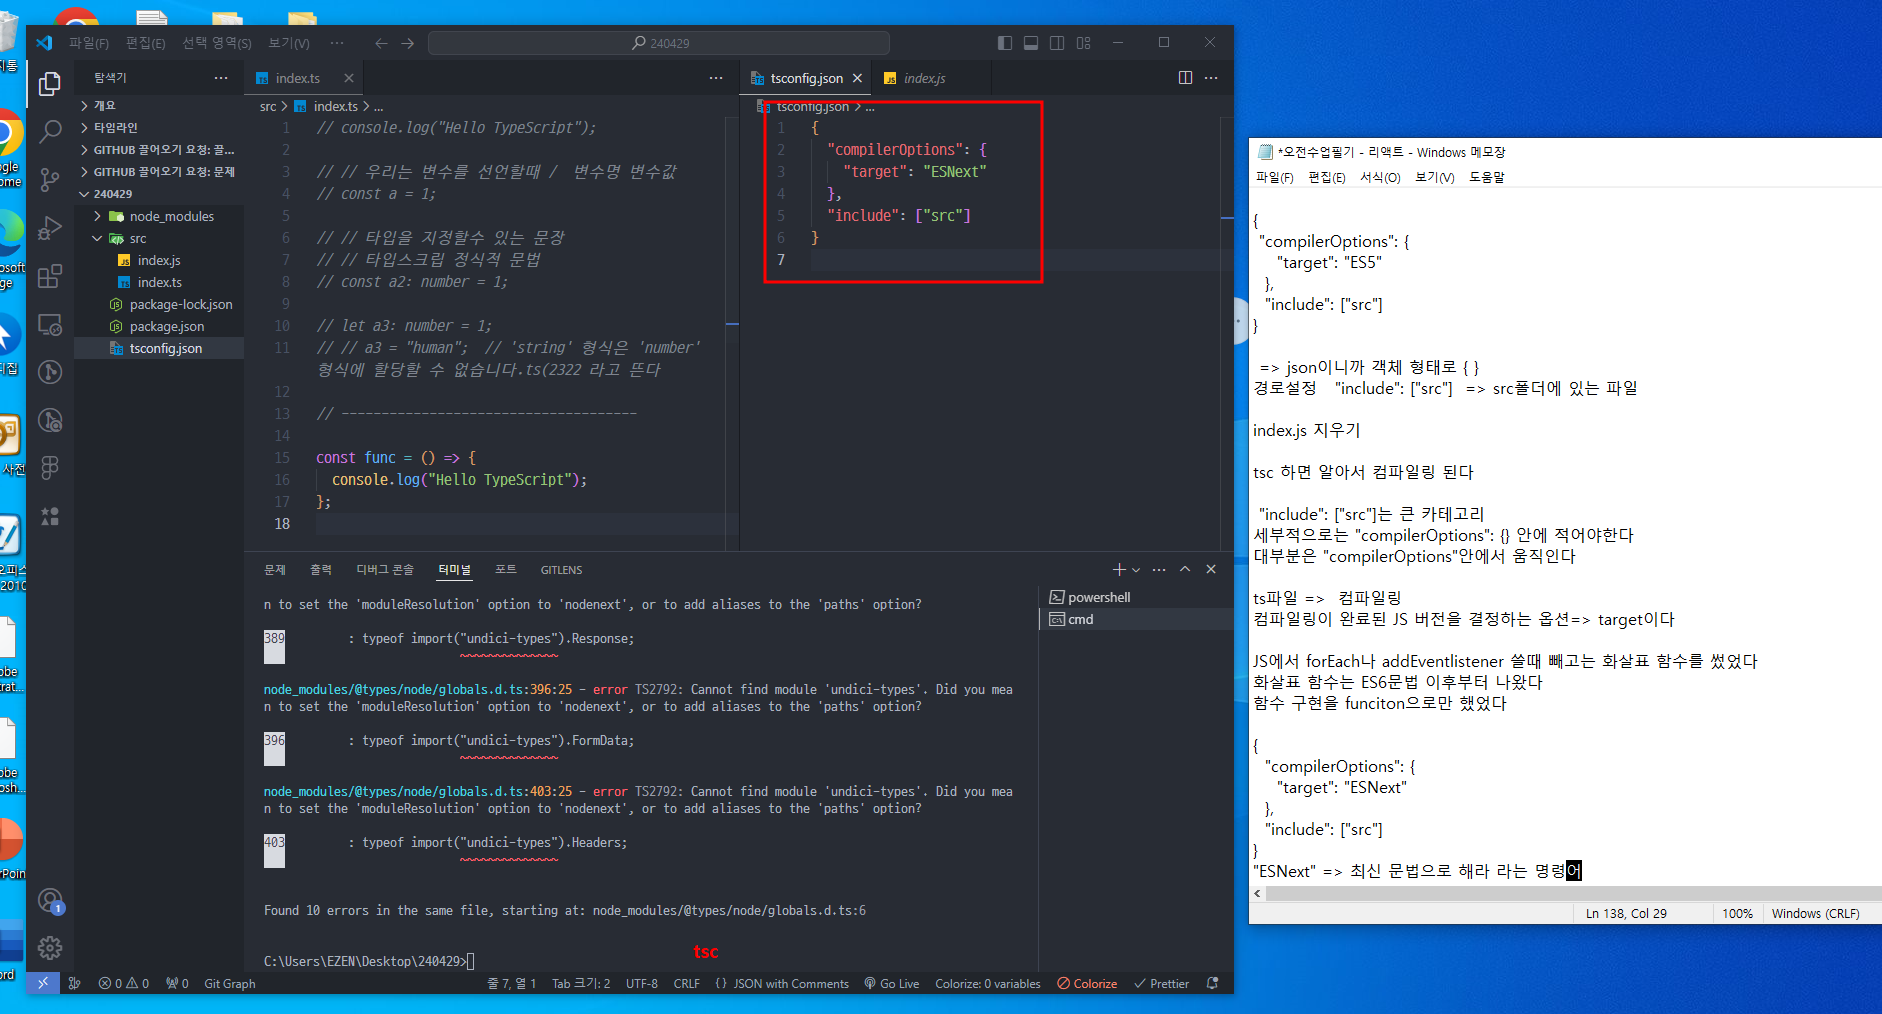 파일(F) 편집(E) 선택 영역(S) 보기(V) ···
240429
탐색기
개요
타임라인
GITHUB 끌어오기 요청: 끌...
GITHUB 끌어오기 요청: 문제
240429
node_modules
src
index.js
index.ts
package-lock.json
package.json
tsconfig.json
index.ts
src > index.ts > ...
1 // console.log("Hello TypeScript");
2
3 // // 우리는 변수를 선언할때 / 변수명 변수값
4 // const a = 1;
5
6 // // 타입을 지정할수 있는 문장
7 // // 타입스크립 정식적 문법
8 // const a2: number = 1;
9
10 // let a3: number = 1;
11 // // a3 = "human"; // 'string' 형식은 'number'
형식에 할당할 수 없습니다.ts(2322 라고 뜬다
12
13 // -------------------------------------
14
15 const func = () => {
16 console.log("Hello TypeScript");
17 };
18
tsconfig.json
index.js
tsconfig.json > ...
1 {
2 "compilerOptions": {
3 "target": "ESNext"
4 },
5 "include": ["src"]
6 }
7
문제 출력 디버그 콘솔 터미널 포트 GITLENS
n to set the 'moduleResolution' option to 'nodenext', or to add aliases to the 'paths' option?
389 : typeof import("undici-types").Response;
node_modules/@types/node/globals.d.ts:396:25 - error TS2792: Cannot find module 'undici-types'. Did you mea
n to set the 'moduleResolution' option to 'nodenext', or to add aliases to the 'paths' option?
396 : typeof import("undici-types").FormData;
node_modules/@types/node/globals.d.ts:403:25 - error TS2792: Cannot find module 'undici-types'. Did you mea
n to set the 'moduleResolution' option to 'nodenext', or to add aliases to the 'paths' option?
403 : typeof import("undici-types").Headers;
Found 10 errors in the same file, starting at: node_modules/@types/node/globals.d.ts:6
tsc
C:\Users\EZEN\Desktop\240429>
powershell
cmd
1
0 0 0 Git Graph 줄 7, 열 1 Tab 크기: 2 UTF-8 CRLF {} JSON with Comments Go Live Colorize: 0 variables Colorize Prettier
*오전수업필기 - 리액트 - Windows 메모장
파일(F) 편집(E) 서식(O) 보기(V) 도움말
{
"compilerOptions": {
"target": "ES5"
},
"include": ["src"]
}
=> json이니까 객체 형태로 { }
경로설정 "include": ["src"] => src폴더에 있는 파일
index.js 지우기
tsc 하면 알아서 컴파일링 된다
"include": ["src"]는 큰 카테고리
세부적으로는 "compilerOptions": {} 안에 적어야한다
대부분은 "compilerOptions"안에서 움직인다
ts파일 => 컴파일링
컴파일링이 완료된 JS 버전을 결정하는 옵션=> target이다
JS에서 forEach나 addEventlistener 쓸때 빼고는 화살표 함수를 썼었다
화살표 함수는 ES6문법 이후부터 나왔다
함수 구현을 funciton으로만 했었다
{
"compilerOptions": {
"target": "ESNext"
},
"include": ["src"]
}
"ESNext" => 최신 문법으로 해라 라는 명령어
Ln 138, Col 29 100% Windows (CRLF)